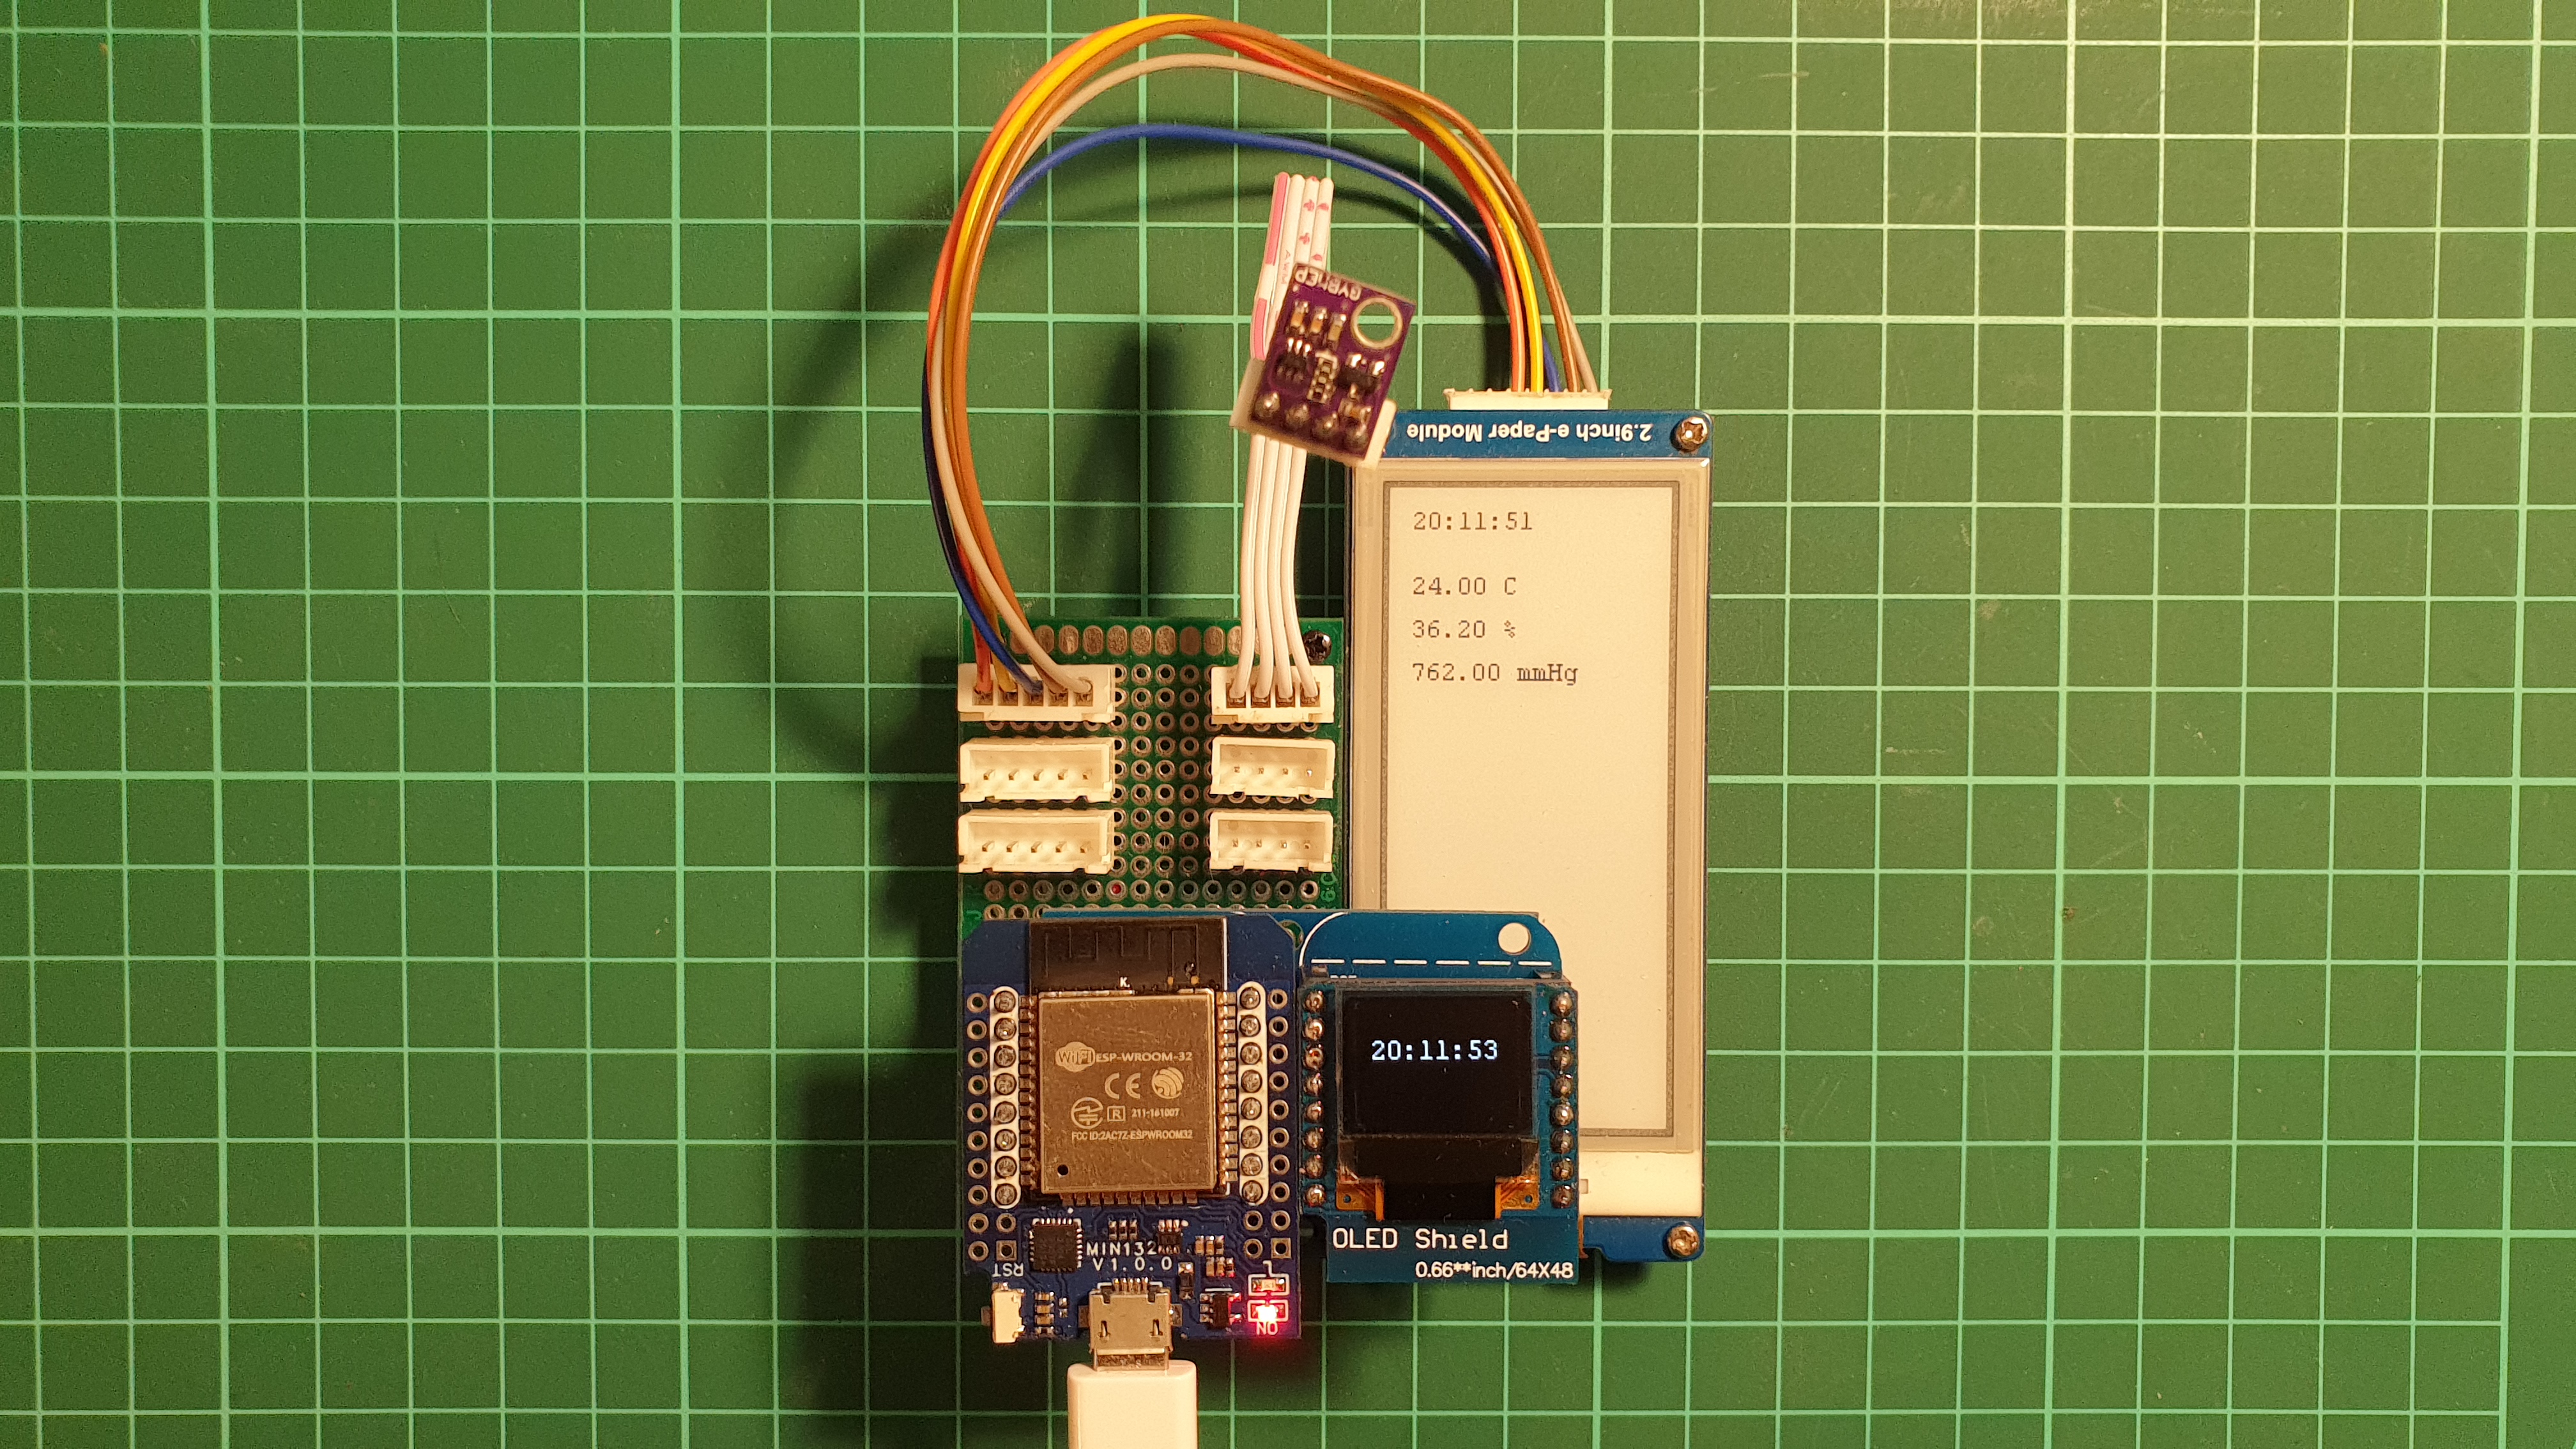 2.9inch e-Paper Module
20:11:51
24.00 C
36.20 %
762.00 mmHg
WiFi ESP-WROOM-32
CE
R 211-161007
FCC ID:2AC7Z-ESPWROOM32
20:11:53
OLED Shield
0.66**inch/64X48
MINI32
V1.0.0
RST
ON